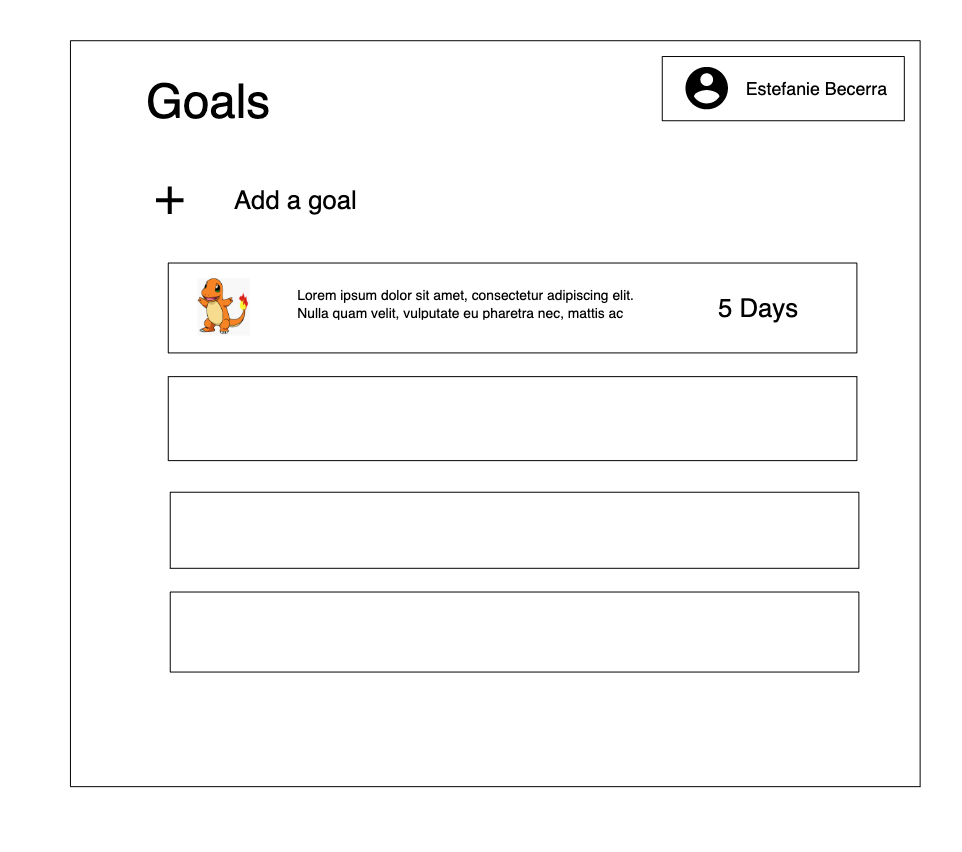 Goals
Estefanie Becerra
Add a goal
Lorem ipsum dolor sit amet, consectetur adipiscing elit.
Nulla quam velit, vulputate eu pharetra nec, mattis ac
5 Days